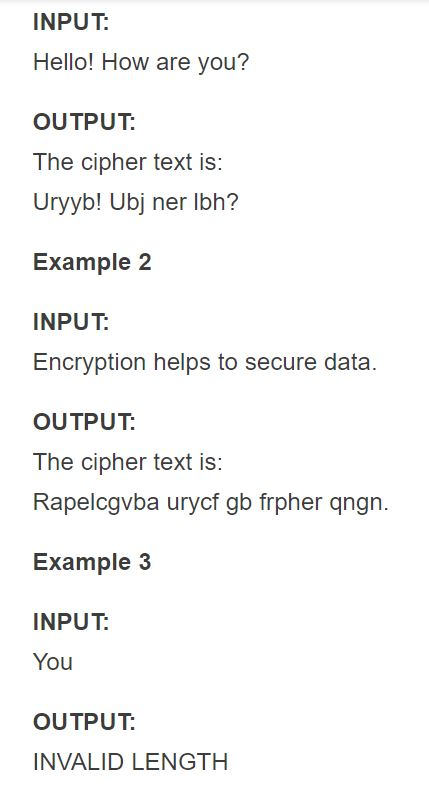 INPUT:
Hello! How are you?
OUTPUT:
The cipher text is:
Uryyb! Ubj ner lbh?
Example 2
INPUT:
Encryption helps to secure data.
OUTPUT:
The cipher text is:
Rapelcgvba urycf gb frpher qngn.
Example 3
INPUT:
You
OUTPUT:
INVALID LENGTH